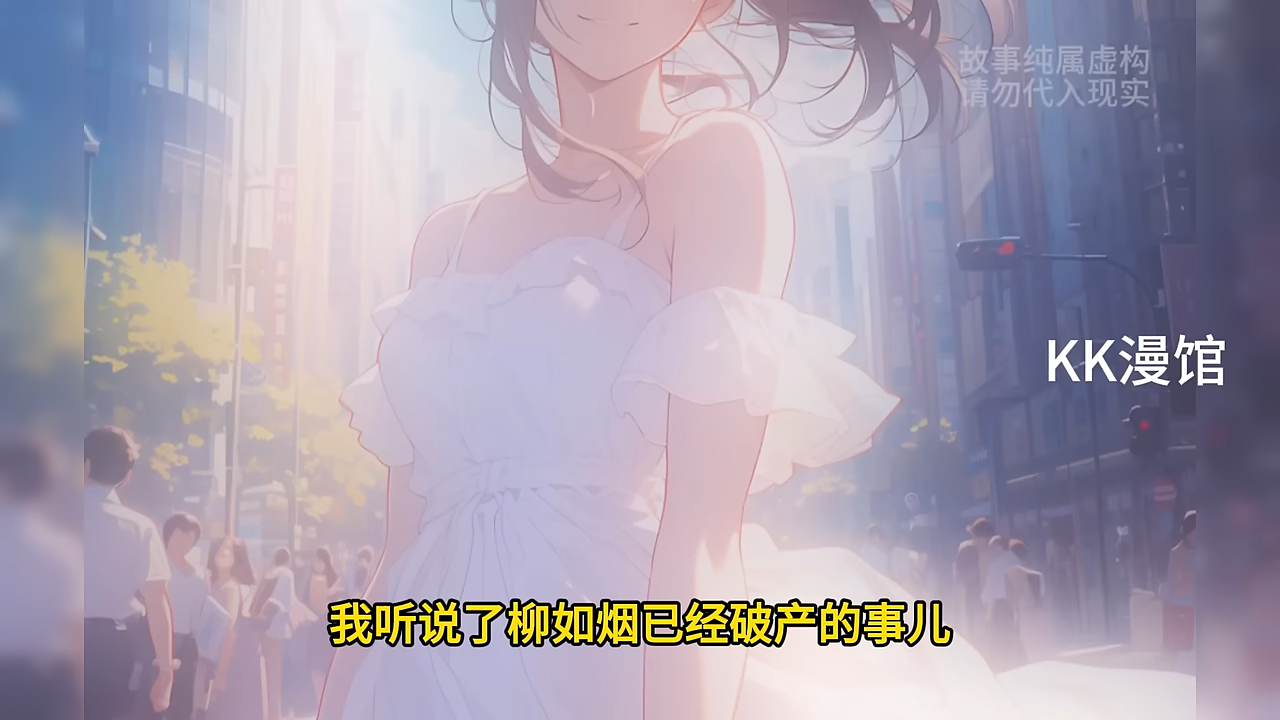 故事纯属虚构
请勿代入现实
KK漫馆
我听说了柳如烟已经破产的事儿